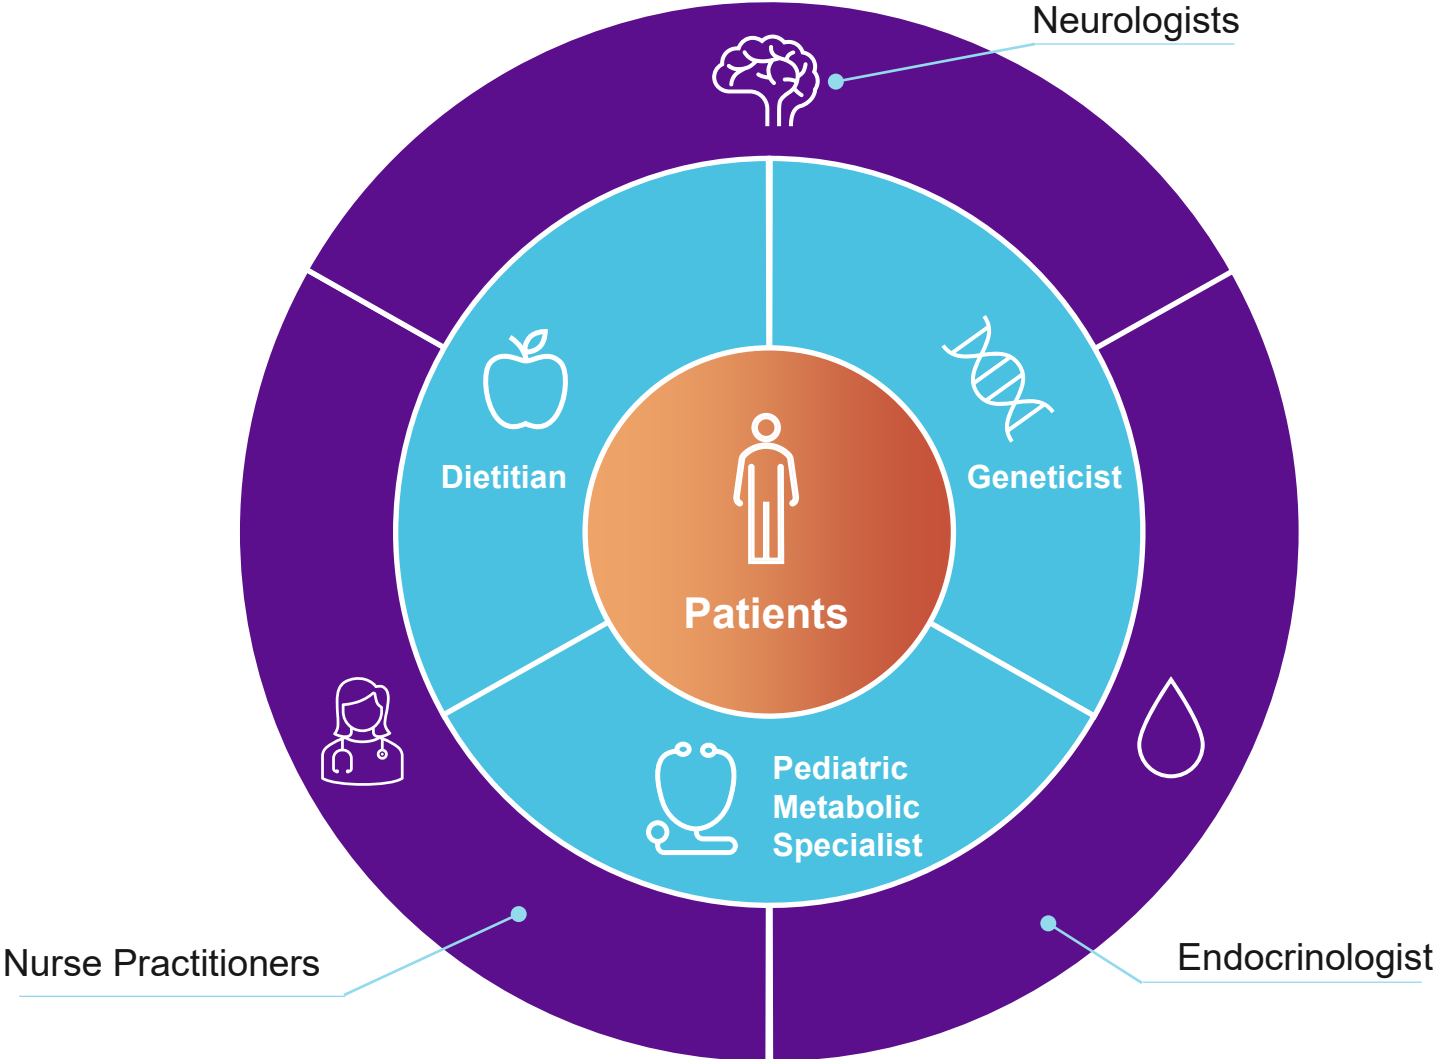 Neurologists
Dietitian
Geneticist
Patients
Pediatric
Metabolic
Specialist
Nurse Practitioners
Endocrinologist